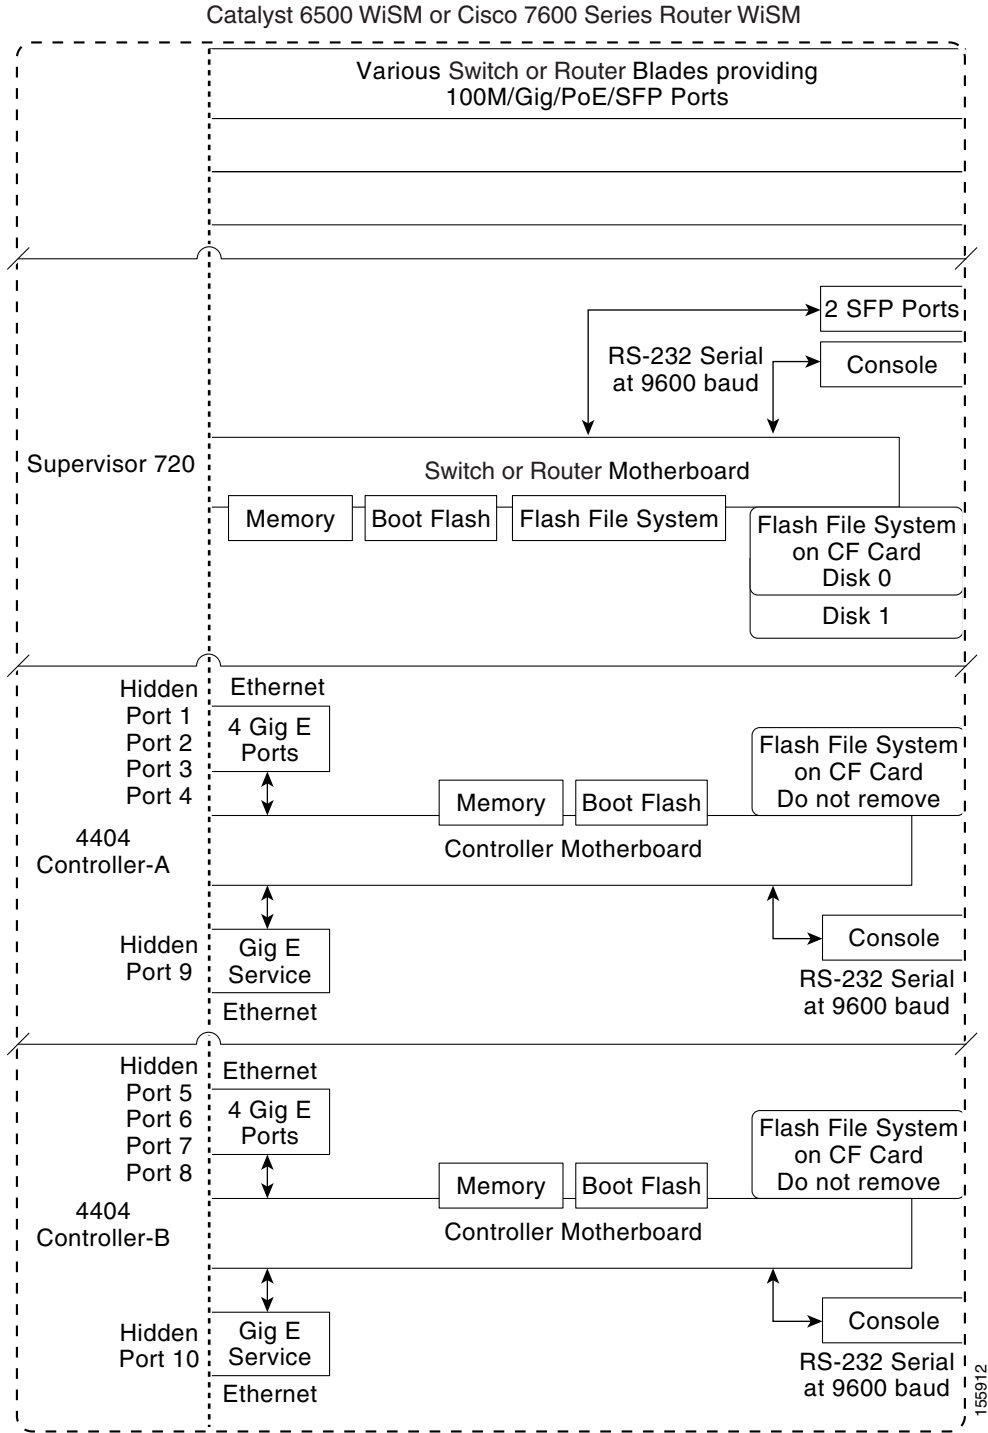 Catalyst 6500 WiSM or Cisco 7600 Series Router WiSM
Various Switch or Router Blades providing
100M/Gig/PoE/SFP Ports
2 SFP Ports
RS-232 Serial
at 9600 baud
Console
Supervisor 720
Switch or Router Motherboard
Memory
Boot Flash
Flash File System
Flash File System
on CF Card
Disk 0
Disk 1
Hidden
Port 1
Port 2
Port 3
Port 4
Ethernet
4 Gig E
Ports
Flash File System
on CF Card
Do not remove
Memory
Boot Flash
4404
Controller-A
Controller Motherboard
Hidden
Port 9
Gig E
Service
Ethernet
Console
RS-232 Serial
at 9600 baud
Hidden
Port 5
Port 6
Port 7
Port 8
Ethernet
4 Gig E
Ports
Flash File System
on CF Card
Do not remove
Memory
Boot Flash
4404
Controller-B
Controller Motherboard
Hidden
Port 10
Gig E
Service
Ethernet
Console
RS-232 Serial
at 9600 baud
155912